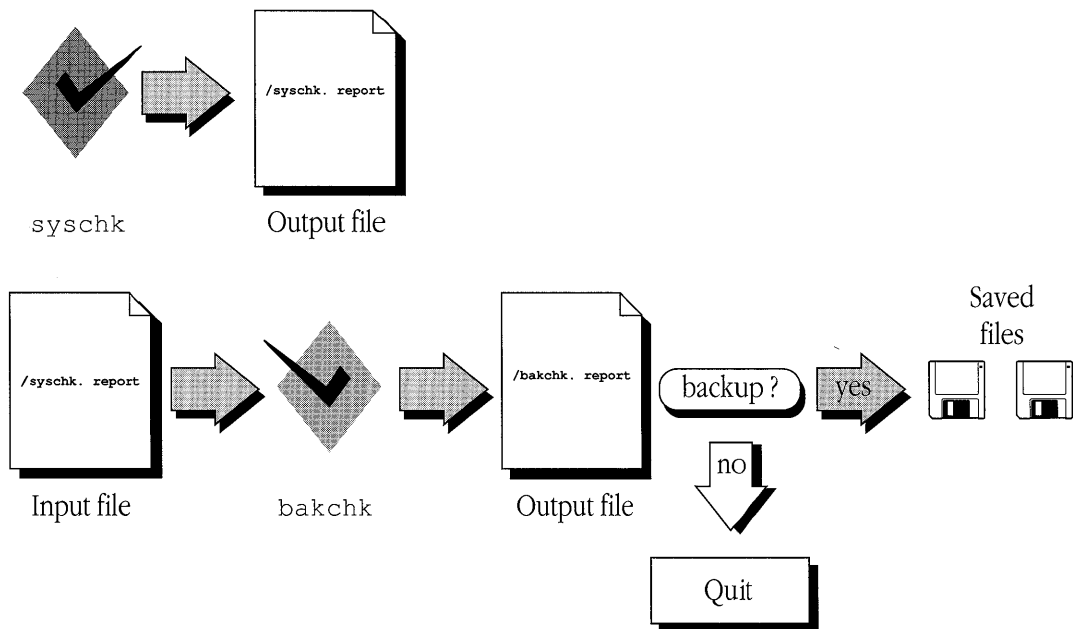 /syschk. report
syschk
Output file
Saved
files
/syschk. report
/bakchk. report
backup ?
yes
no
Input file
bakchk
Output file
Quit